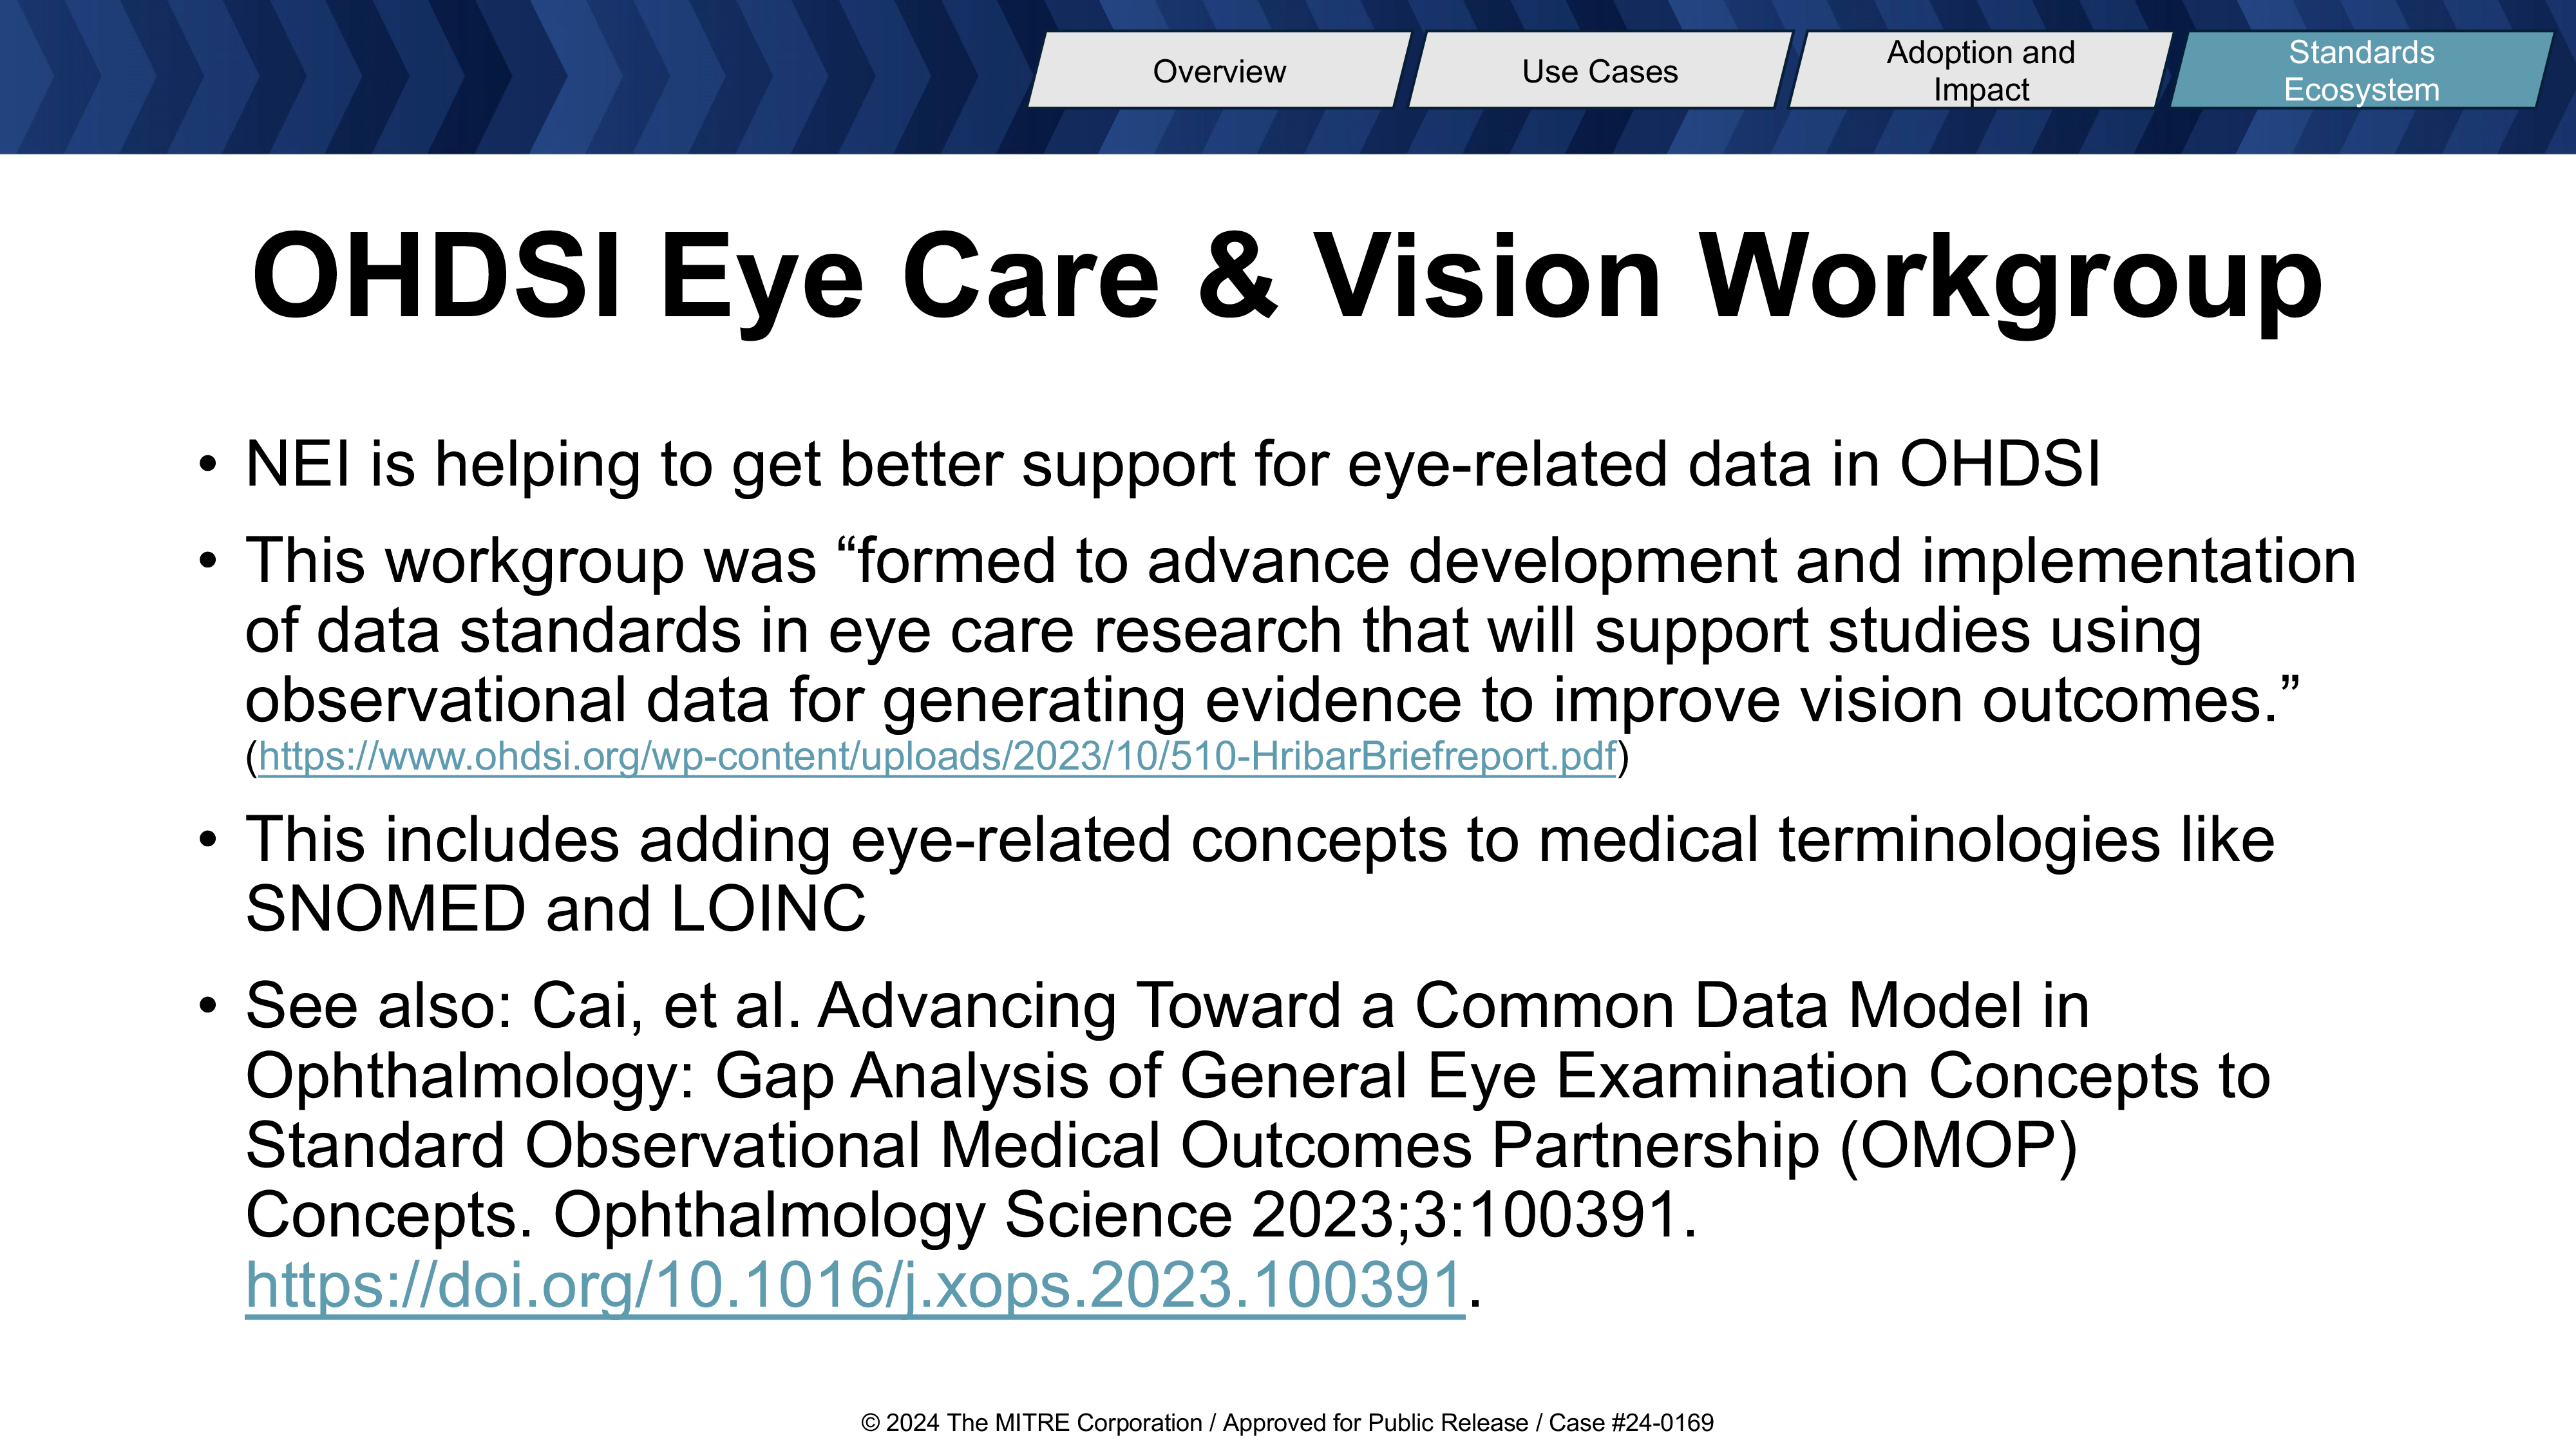 Overview
Use Cases
Adoption and
Impact
Standards
Ecosystem
OHDSI Eye Care & Vision Workgroup
• NEI is helping to get better support for eye-related data in OHDSI
• This workgroup was “formed to advance development and implementation
of data standards in eye care research that will support studies using
observational data for generating evidence to improve vision outcomes.”
(https://www.ohdsi.org/wp-content/uploads/2023/10/510-HribarBriefreport.pdf)
• This includes adding eye-related concepts to medical terminologies like
SNOMED and LOINC
• See also: Cai, et al. Advancing Toward a Common Data Model in
Ophthalmology: Gap Analysis of General Eye Examination Concepts to
Standard Observational Medical Outcomes Partnership (OMOP)
Concepts. Ophthalmology Science 2023;3:100391.
https://doi.org/10.1016/j.xops.2023.100391.
© 2024 The MITRE Corporation / Approved for Public Release / Case #24-0169